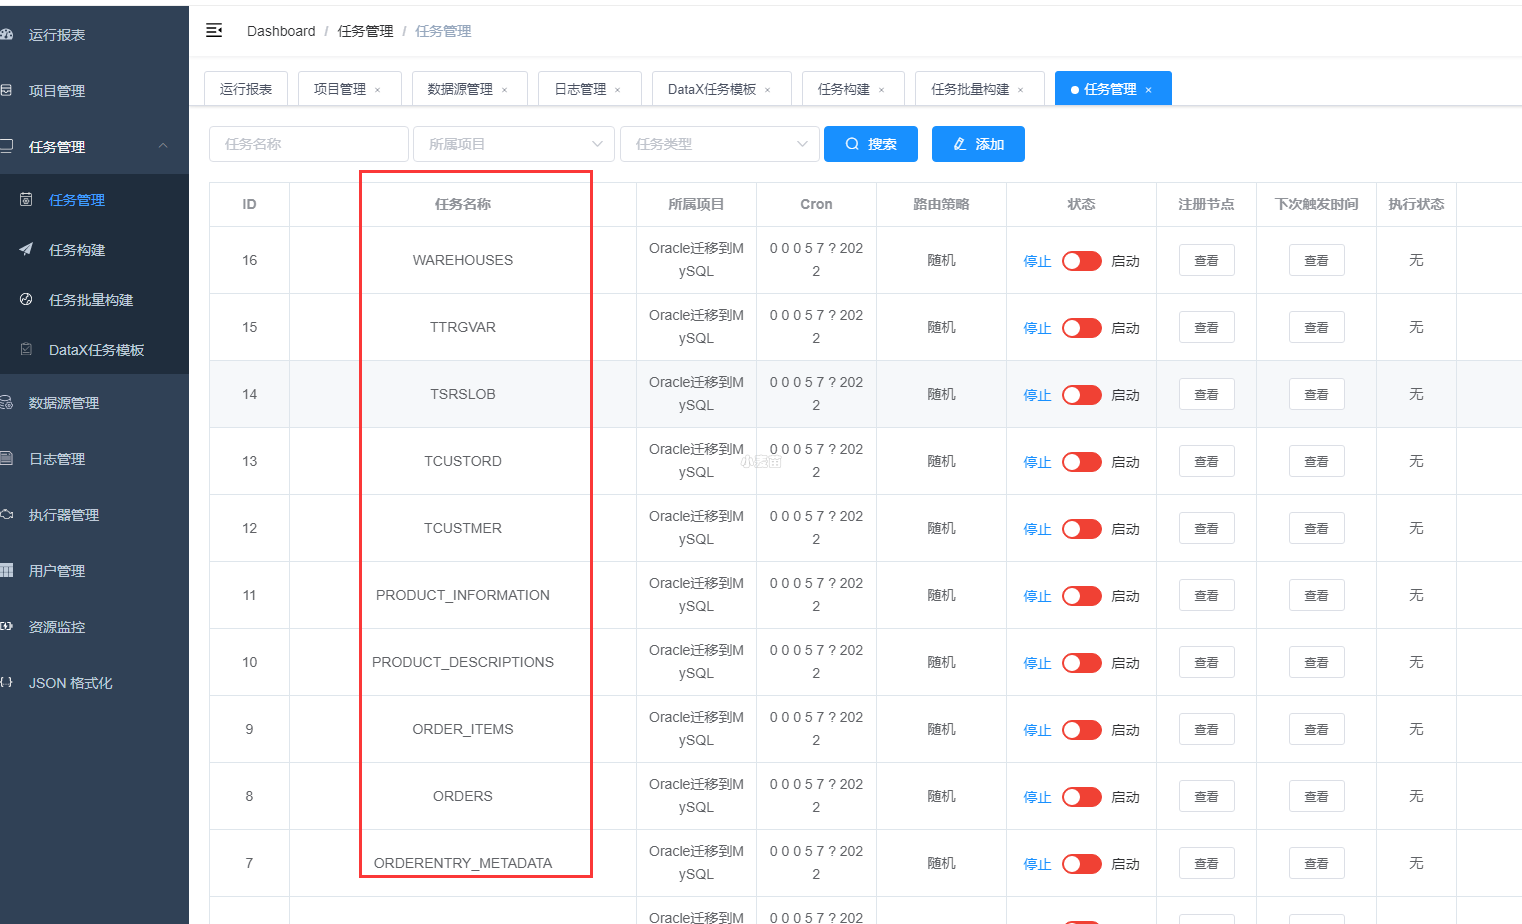 运行报表
项目管理
任务管理
任务管理
任务构建
任务批量构建
DataX任务模板
数据源管理
日志管理
执行器管理
用户管理
资源监控
JSON 格式化
Dashboard / 任务管理 / 任务管理
运行报表 项目管理 × 数据源管理 × 日志管理 × DataX任务模板 × 任务构建 × 任务批量构建 × 任务管理 ×
任务名称 所属项目 任务类型 搜索 添加
ID 任务名称 所属项目 Cron 路由策略 状态 注册节点 下次触发时间 执行状态
16 WAREHOUSES Oracle迁移到MySQL 0 0 0 5 7 ? 2022 随机 停止 启动 查看 查看 无
15 TTRGVAR Oracle迁移到MySQL 0 0 0 5 7 ? 2022 随机 停止 启动 查看 查看 无
14 TSRSLOB Oracle迁移到MySQL 0 0 0 5 7 ? 2022 随机 停止 启动 查看 查看 无
13 TCUSTORD Oracle迁移到MySQL 0 0 0 5 7 ? 2022 随机 停止 启动 查看 查看 无
12 TCUSTMER Oracle迁移到MySQL 0 0 0 5 7 ? 2022 随机 停止 启动 查看 查看 无
11 PRODUCT_INFORMATION Oracle迁移到MySQL 0 0 0 5 7 ? 2022 随机 停止 启动 查看 查看 无
10 PRODUCT_DESCRIPTIONS Oracle迁移到MySQL 0 0 0 5 7 ? 2022 随机 停止 启动 查看 查看 无
9 ORDER_ITEMS Oracle迁移到MySQL 0 0 0 5 7 ? 2022 随机 停止 启动 查看 查看 无
8 ORDERS Oracle迁移到MySQL 0 0 0 5 7 ? 2022 随机 停止 启动 查看 查看 无
7 ORDERENTRY_METADATA Oracle迁移到MySQL 0 0 0 5 7 ? 2022 随机 停止 启动 查看 查看 无
Oracle迁移到M 0 0 0 5 7 ? 202